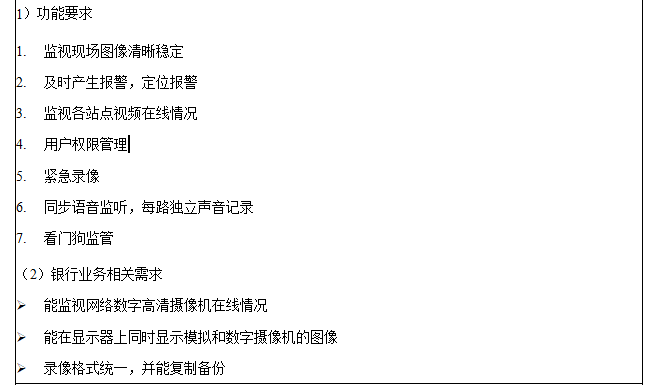 1）功能要求
1. 监视现场图像清晰稳定
2. 及时产生报警，定位报警
3. 监视各站点视频在线情况
4. 用户权限管理
5. 紧急录像
6. 同步语音监听，每路独立声音记录
7. 看门狗监管
（2）银行业务相关需求
➢ 能监视网络数字高清摄像机在线情况
➢ 能在显示器上同时显示模拟和数字摄像机的图像
➢ 录像格式统一，并能复制备份